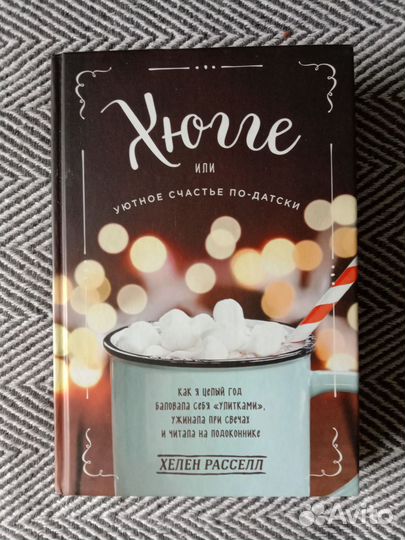 Хюгге
или
уютное счастье по-датски
как я целый год
баловала себя «улитками»,
ужинала при свечах
и читала на подоконнике
Хелен Расселл
Avito